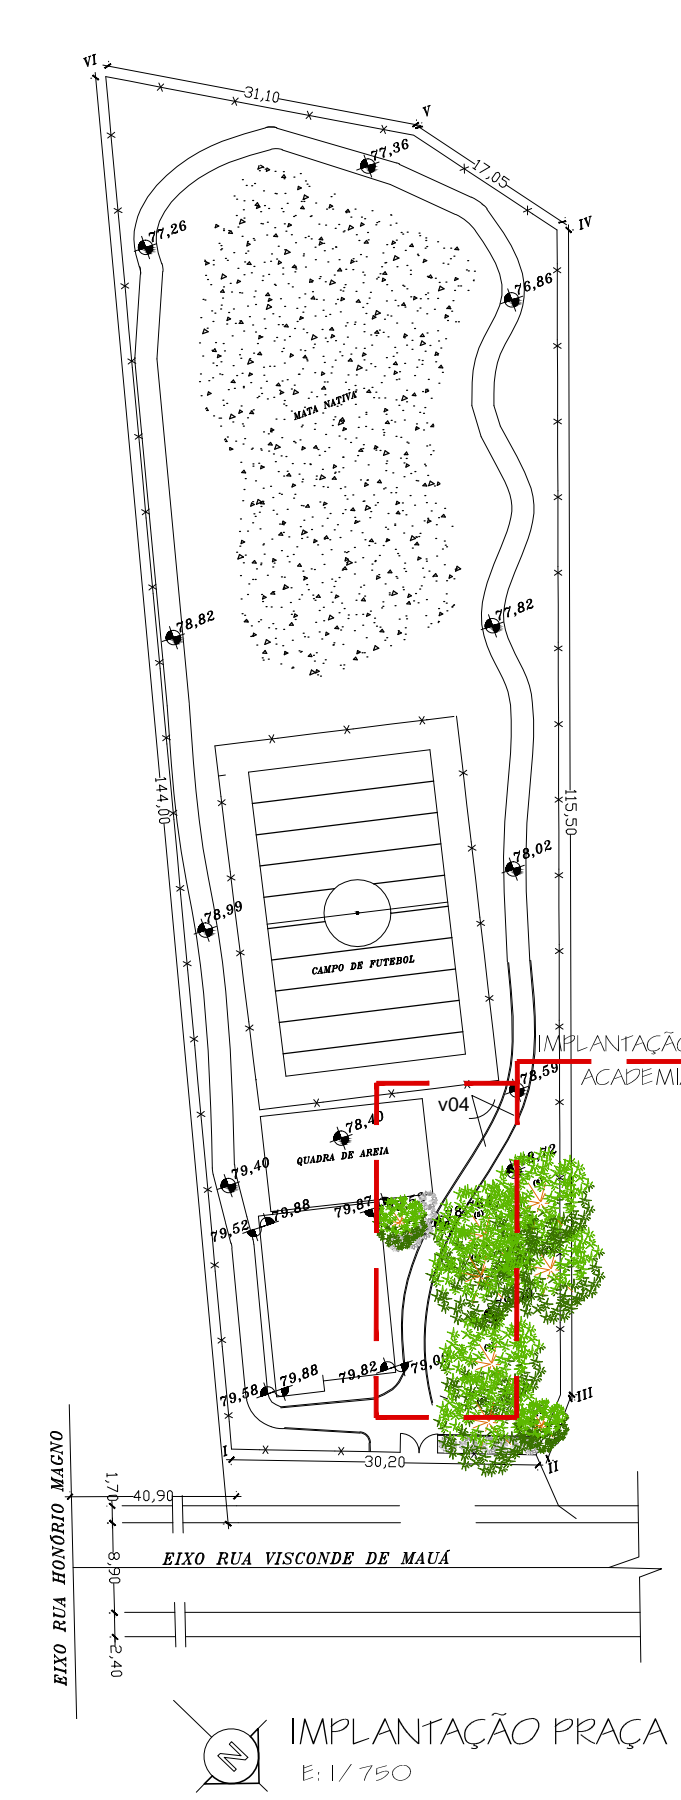 VI
31,10
V
17,05
77,36
IV
77,26
76,86
MATA NATIVA
78,82
77,82
144,00
115,50
78,02
78,99
CAMPO DE FUTEBOL
IMPLANTAÇÃO
ACADEMIA
78,59
v04
78,40
QUADRA DE AREIA
79,40
79,88
79,87
79,52
79,82
79,58
79,88
III
I
30,20
II
40,90
1,70
8,90
2,40
EIXO RUA HONÓRIO MAGNO
EIXO RUA VISCONDE DE MAUÁ
N
IMPLANTAÇÃO PRAÇA
E: 1/750